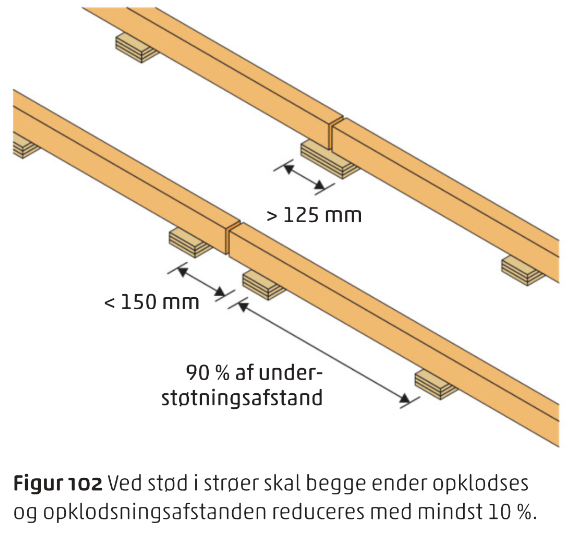 > 125 mm
< 150 mm
90 % af under-
støtningsafstand
Figur 102 Ved stød i strøer skal begge ender opklodses
og opklodsningsafstanden reduceres med mindst 10 %.